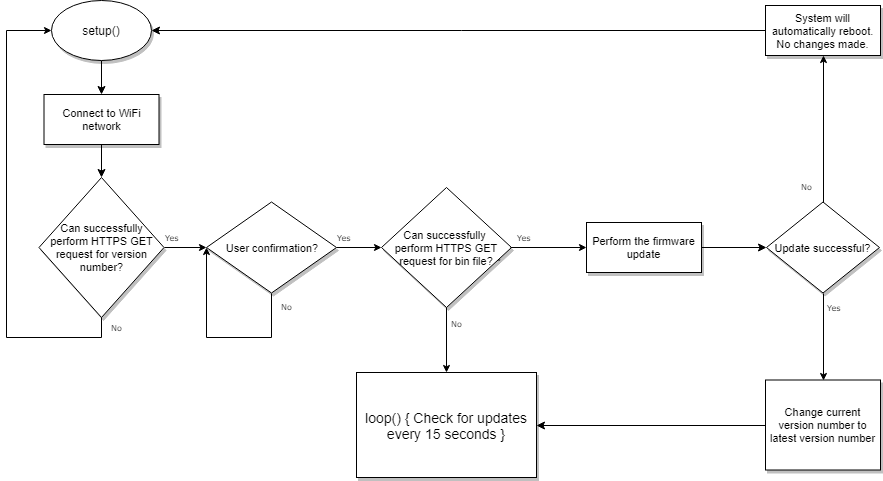 setup()
System will
automatically reboot.
No changes made.
Connect to WiFi
network
No
Can successfully
perform HTTPS GET
request for version
number?
Yes
User confirmation?
Yes
Can successfully
perform HTTPS GET
request for bin file?
Yes
Perform the firmware
update
Update successful?
No
No
No
Yes
loop() { Check for updates
every 15 seconds }
Change current
version number to
latest version number